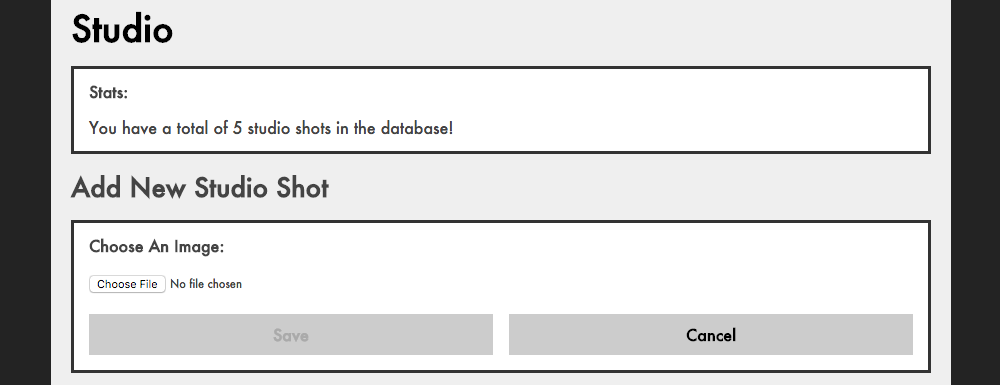 Studio
Stats:
You have a total of 5 studio shots in the database!
Add New Studio Shot
Choose An Image:
Choose File No file chosen
Save Cancel